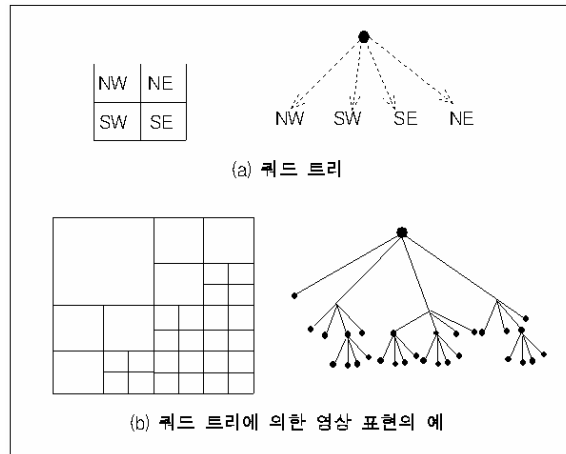 NW NE
SW SE
NW SW SE NE
(a) 쿼드 트리
(b) 쿼드 트리에 의한 영상 표현의 예